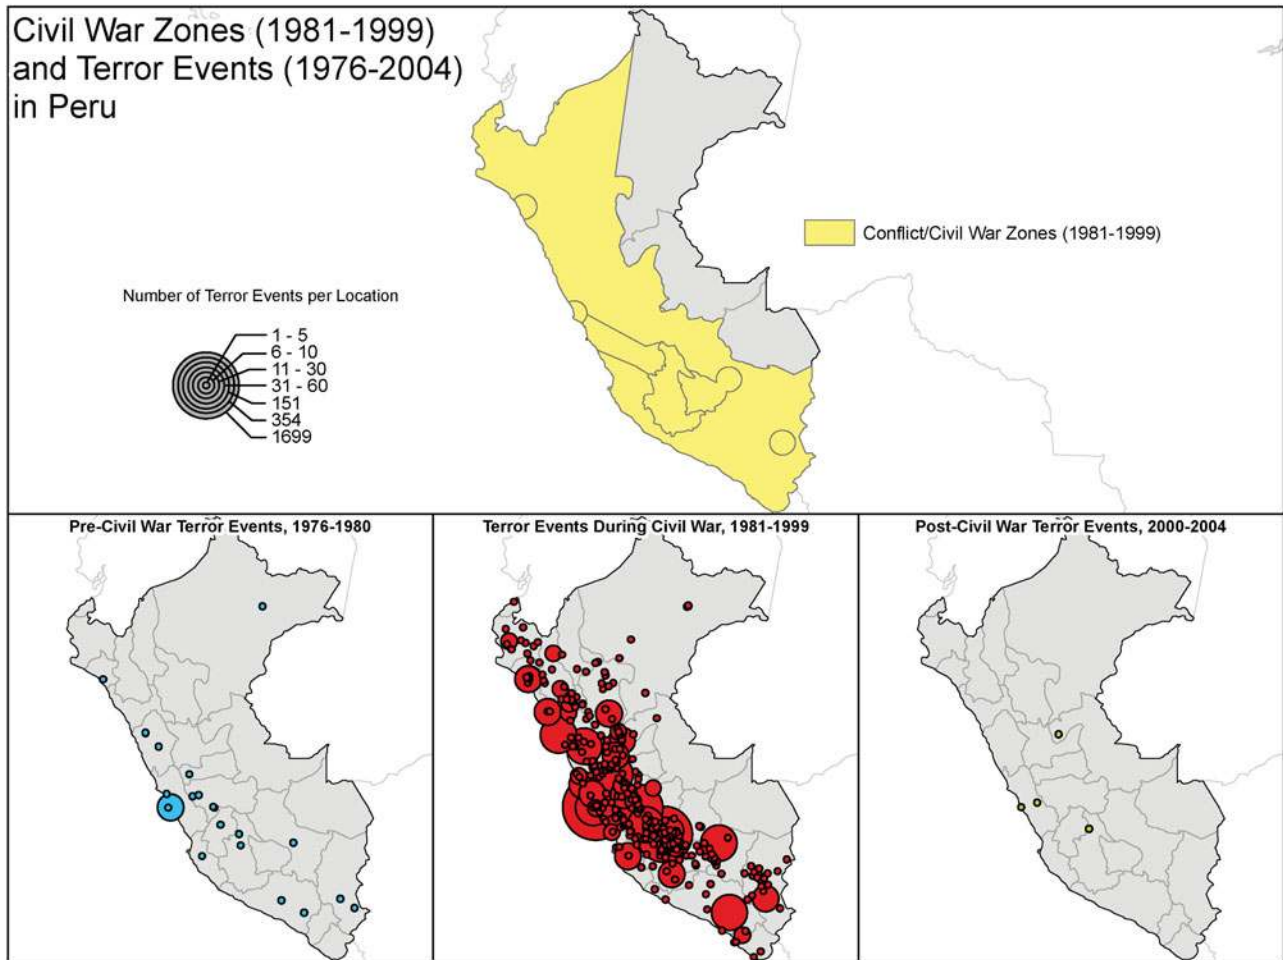 Civil War Zones (1981-1999)
and Terror Events (1976-2004)
in Peru
Conflict/Civil War Zones (1981-1999)
Number of Terror Events per Location
1 - 5
6 - 10
11 - 30
31 - 60
151
354
1699
Pre-Civil War Terror Events, 1976-1980
Terror Events During Civil War, 1981-1999
Post-Civil War Terror Events, 2000-2004